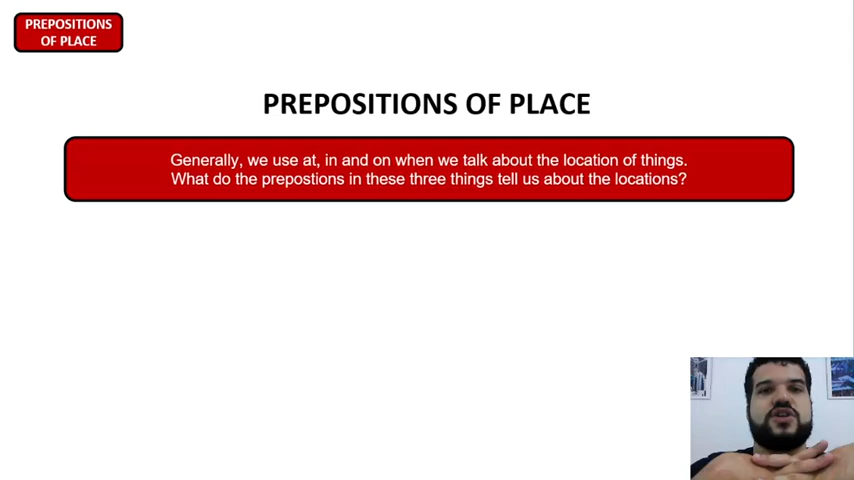 PREPOSITIONS
OF PLACE
PREPOSITIONS OF PLACE
Generally, we use at, in and on when we talk about the location of things.
What do the prepostions in these three things tell us about the locations?